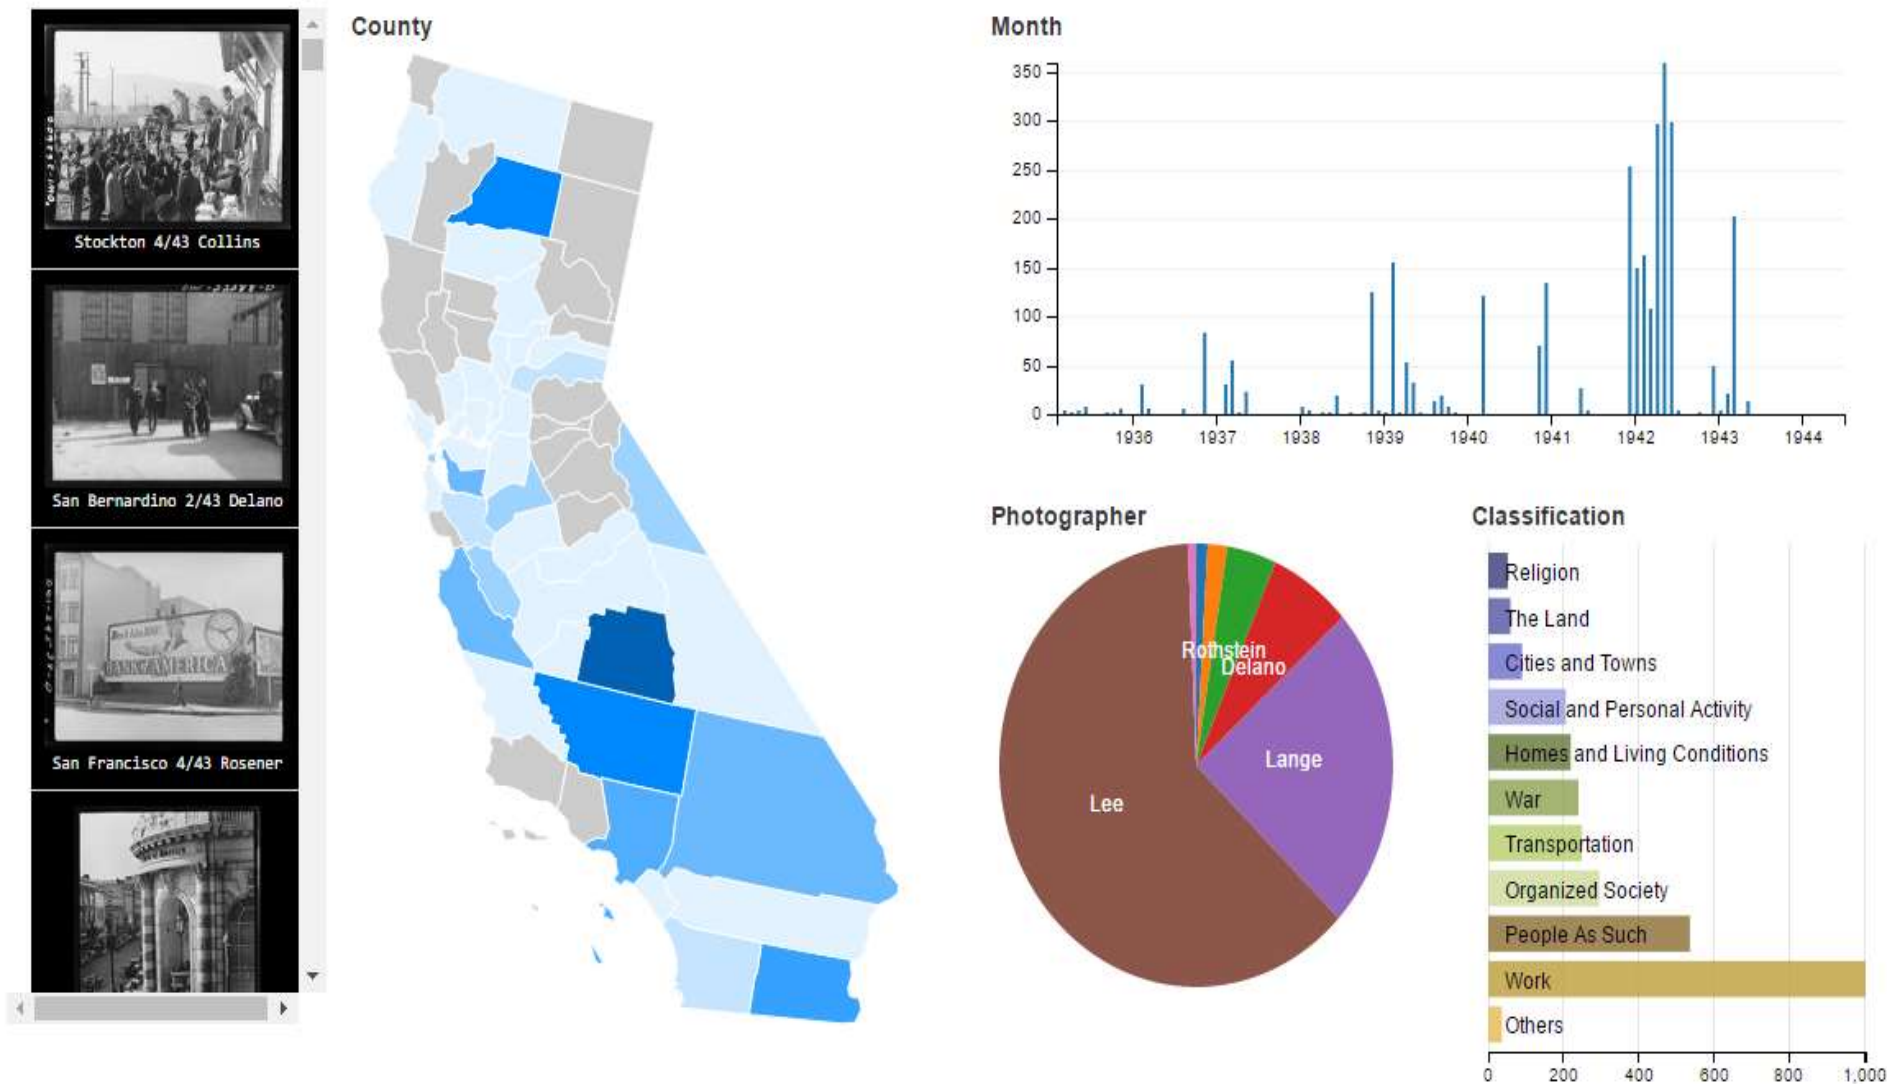 County
Month
Stockton 4/43 Collins
San Bernardino 2/43 Delano
BANK of AMERICA
San Francisco 4/43 Rosener
350
300
250
200
150
100
50
0
1936 1937 1938 1939 1940 1941 1942 1943 1944
Photographer
Rothstein
Delano
Lange
Lee
Classification
Religion
The Land
Cities and Towns
Social and Personal Activity
Homes and Living Conditions
War
Transportation
Organized Society
People As Such
Work
Others
0 200 400 600 800 1,000